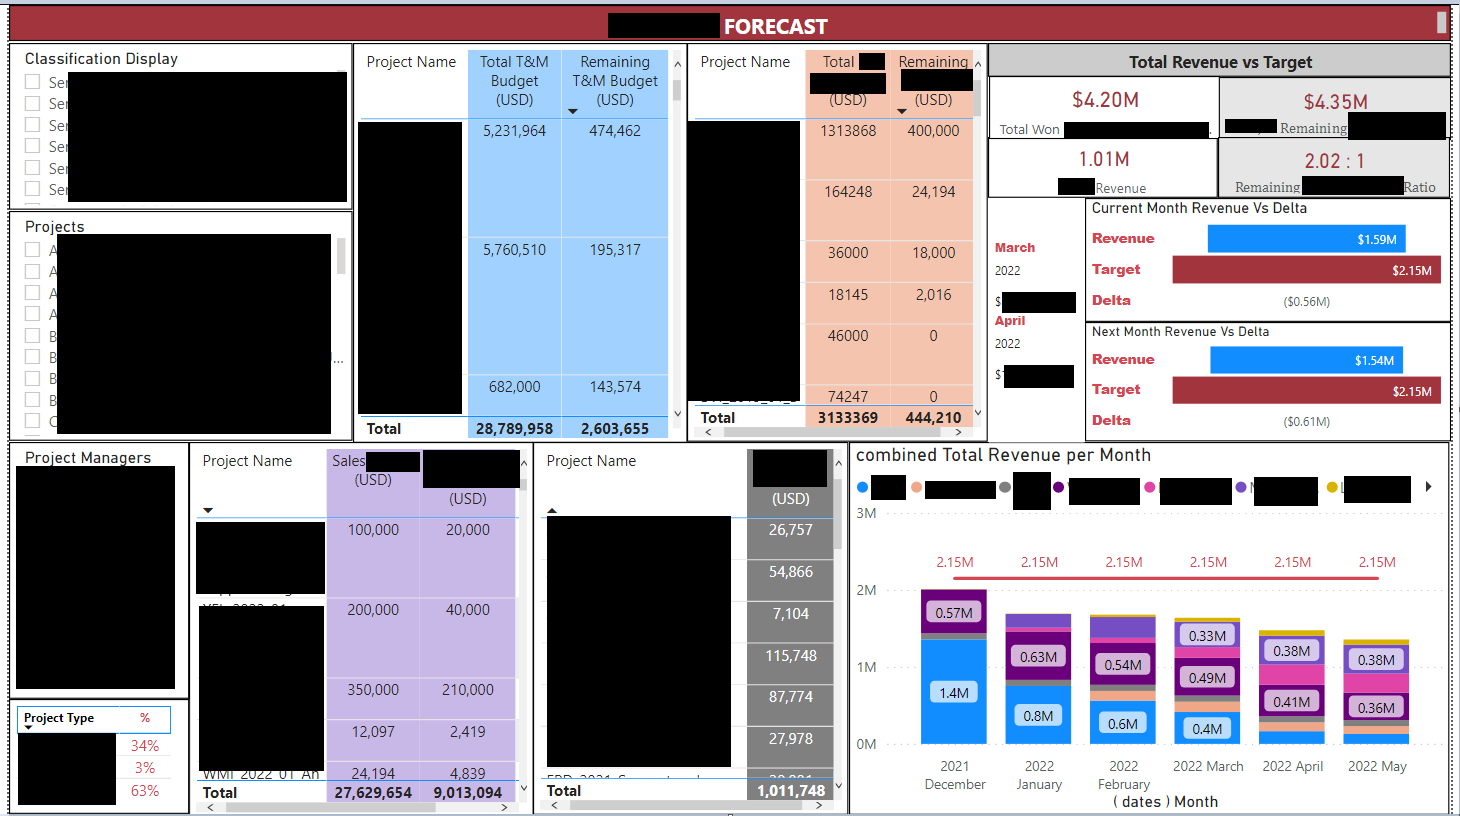 FORECAST
Classification Display
Ser
Ser
Ser
Ser
Ser
Ser
Projects
A
A
A
A
B
B
...
B
B
C
Project Name
Total T&M Budget (USD)
Remaining T&M Budget (USD)
5,231,964 474,462
5,760,510 195,317
682,000 143,574
Total 28,789,958 2,603,655
Project Name
Total
(USD)
Remaining
(USD)
1313868 400,000
164248 24,194
36000 18,000
18145 2,016
46000 0
74247 0
Total 3133369 444,210
Total Revenue vs Target
$4.20M
Total Won
$4.35M
Remaining
1.01M
Revenue
2.02 : 1
Remaining Ratio
March
2022
$
April
2022
$
Current Month Revenue Vs Delta
Revenue $1.59M
Target $2.15M
Delta ($0.56M)
Next Month Revenue Vs Delta
Revenue $1.54M
Target $2.15M
Delta ($0.61M)
Project Managers
Project Type %
34%
3%
63%
Project Name
Sales
(USD)
(USD)
100,000 20,000
200,000 40,000
350,000 210,000
12,097 2,419
WMI_2022_01_An
24,194 4,839
Total 27,629,654 9,013,094
Project Name
(USD)
26,757
54,866
7,104
115,748
87,774
27,978
Total 1,011,748
combined Total Revenue per Month
3M
2M
1M
0M
2.15M 2.15M 2.15M 2.15M 2.15M 2.15M
0.57M
1.4M
0.63M
0.8M
0.54M
0.6M
0.33M
0.49M
0.4M
0.38M
0.41M
0.38M
0.36M
2021 December
2022 January
2022 February
2022 March
2022 April
2022 May
( dates ) Month